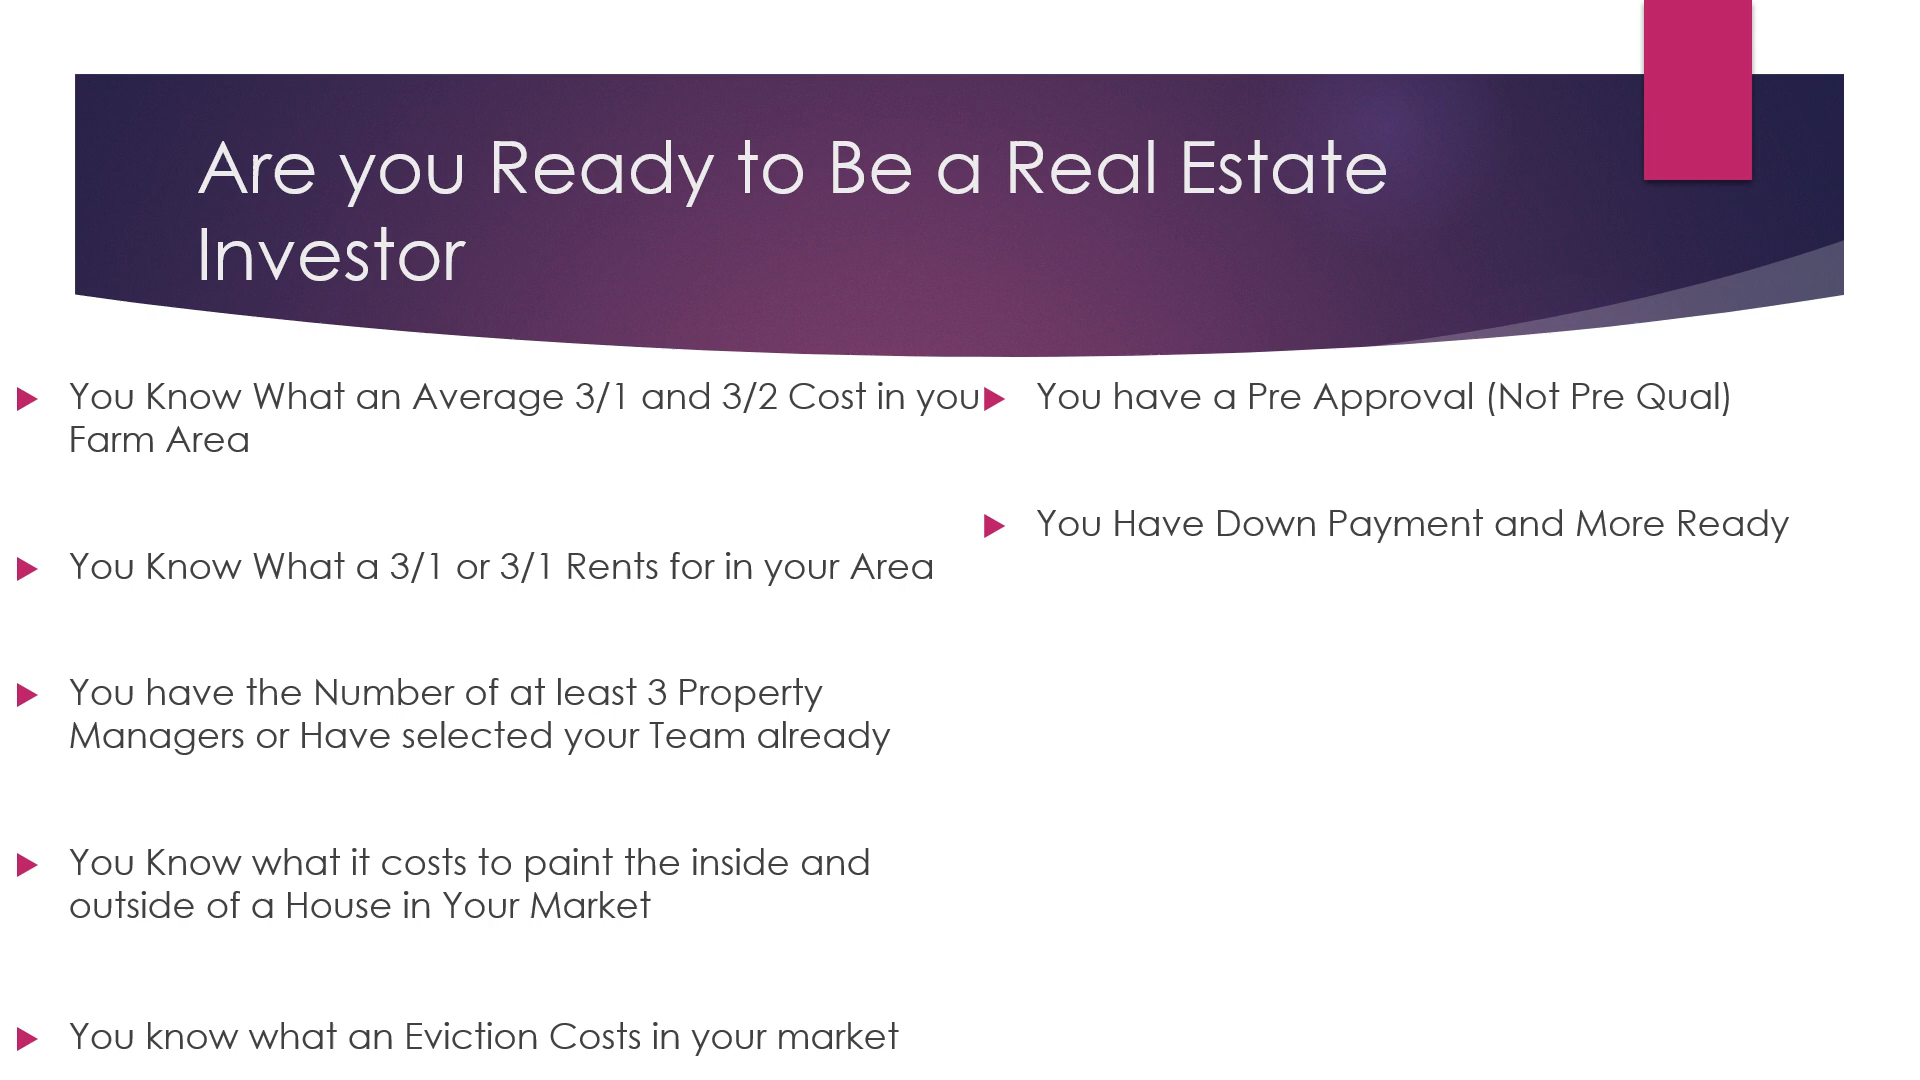 Are you Ready to Be a Real Estate
Investor
You Know What an Average 3/1 and 3/2 Cost in you
Farm Area
You Know What a 3/1 or 3/1 Rents for in your Area
You have the Number of at least 3 Property
Managers or Have selected your Team already
You Know what it costs to paint the inside and
outside of a House in Your Market
You know what an Eviction Costs in your market
You have a Pre Approval (Not Pre Qual)
You Have Down Payment and More Ready